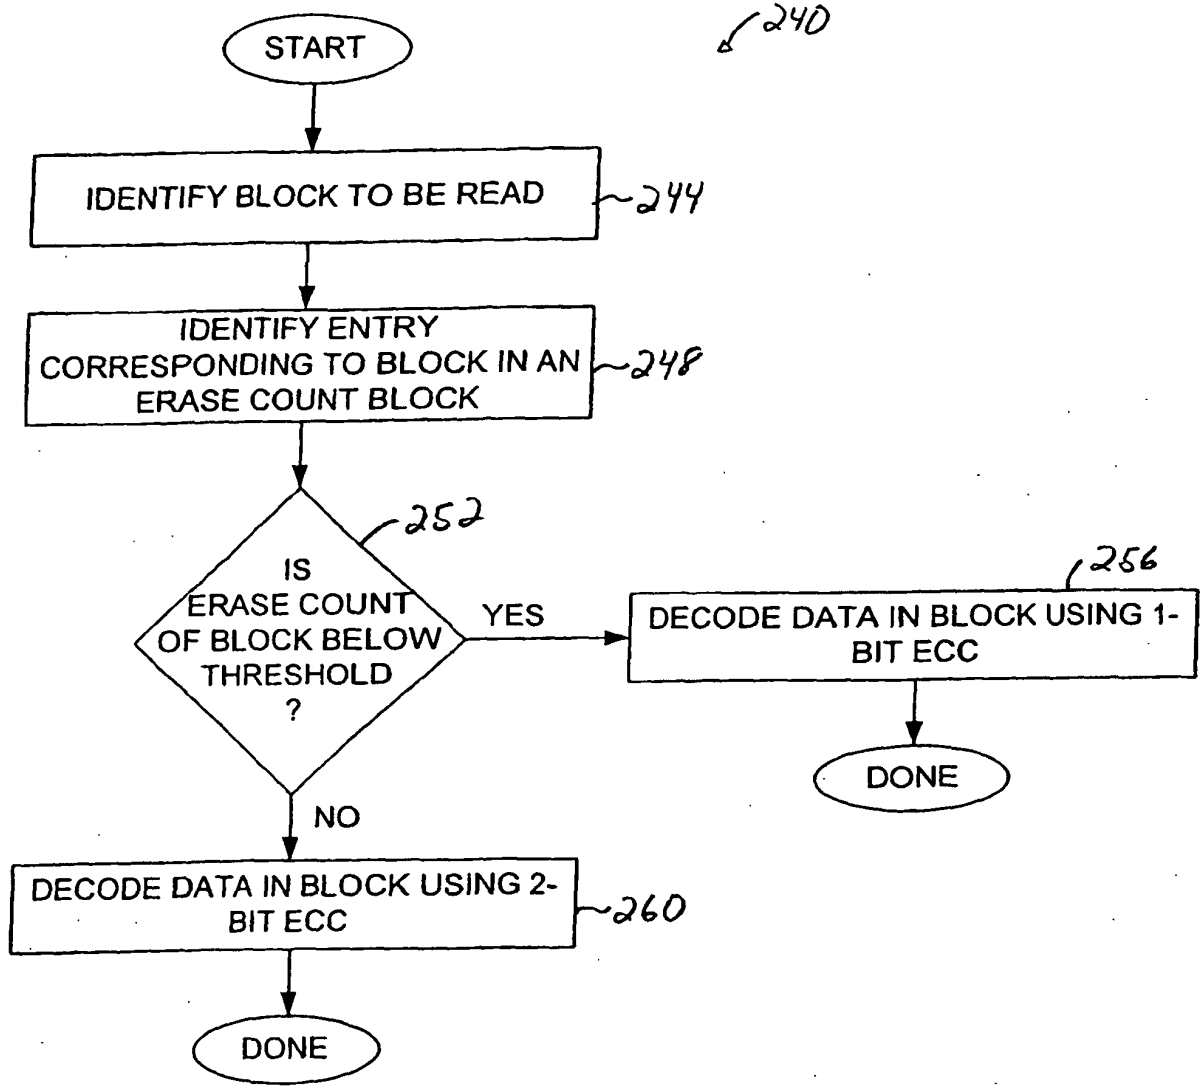 240
START
IDENTIFY BLOCK TO BE READ
244
IDENTIFY ENTRY
CORRESPONDING TO BLOCK IN AN
ERASE COUNT BLOCK
248
252
IS
ERASE COUNT
OF BLOCK BELOW
THRESHOLD
?
YES
256
DECODE DATA IN BLOCK USING 1-
BIT ECC
DONE
NO
DECODE DATA IN BLOCK USING 2-
BIT ECC
260
DONE